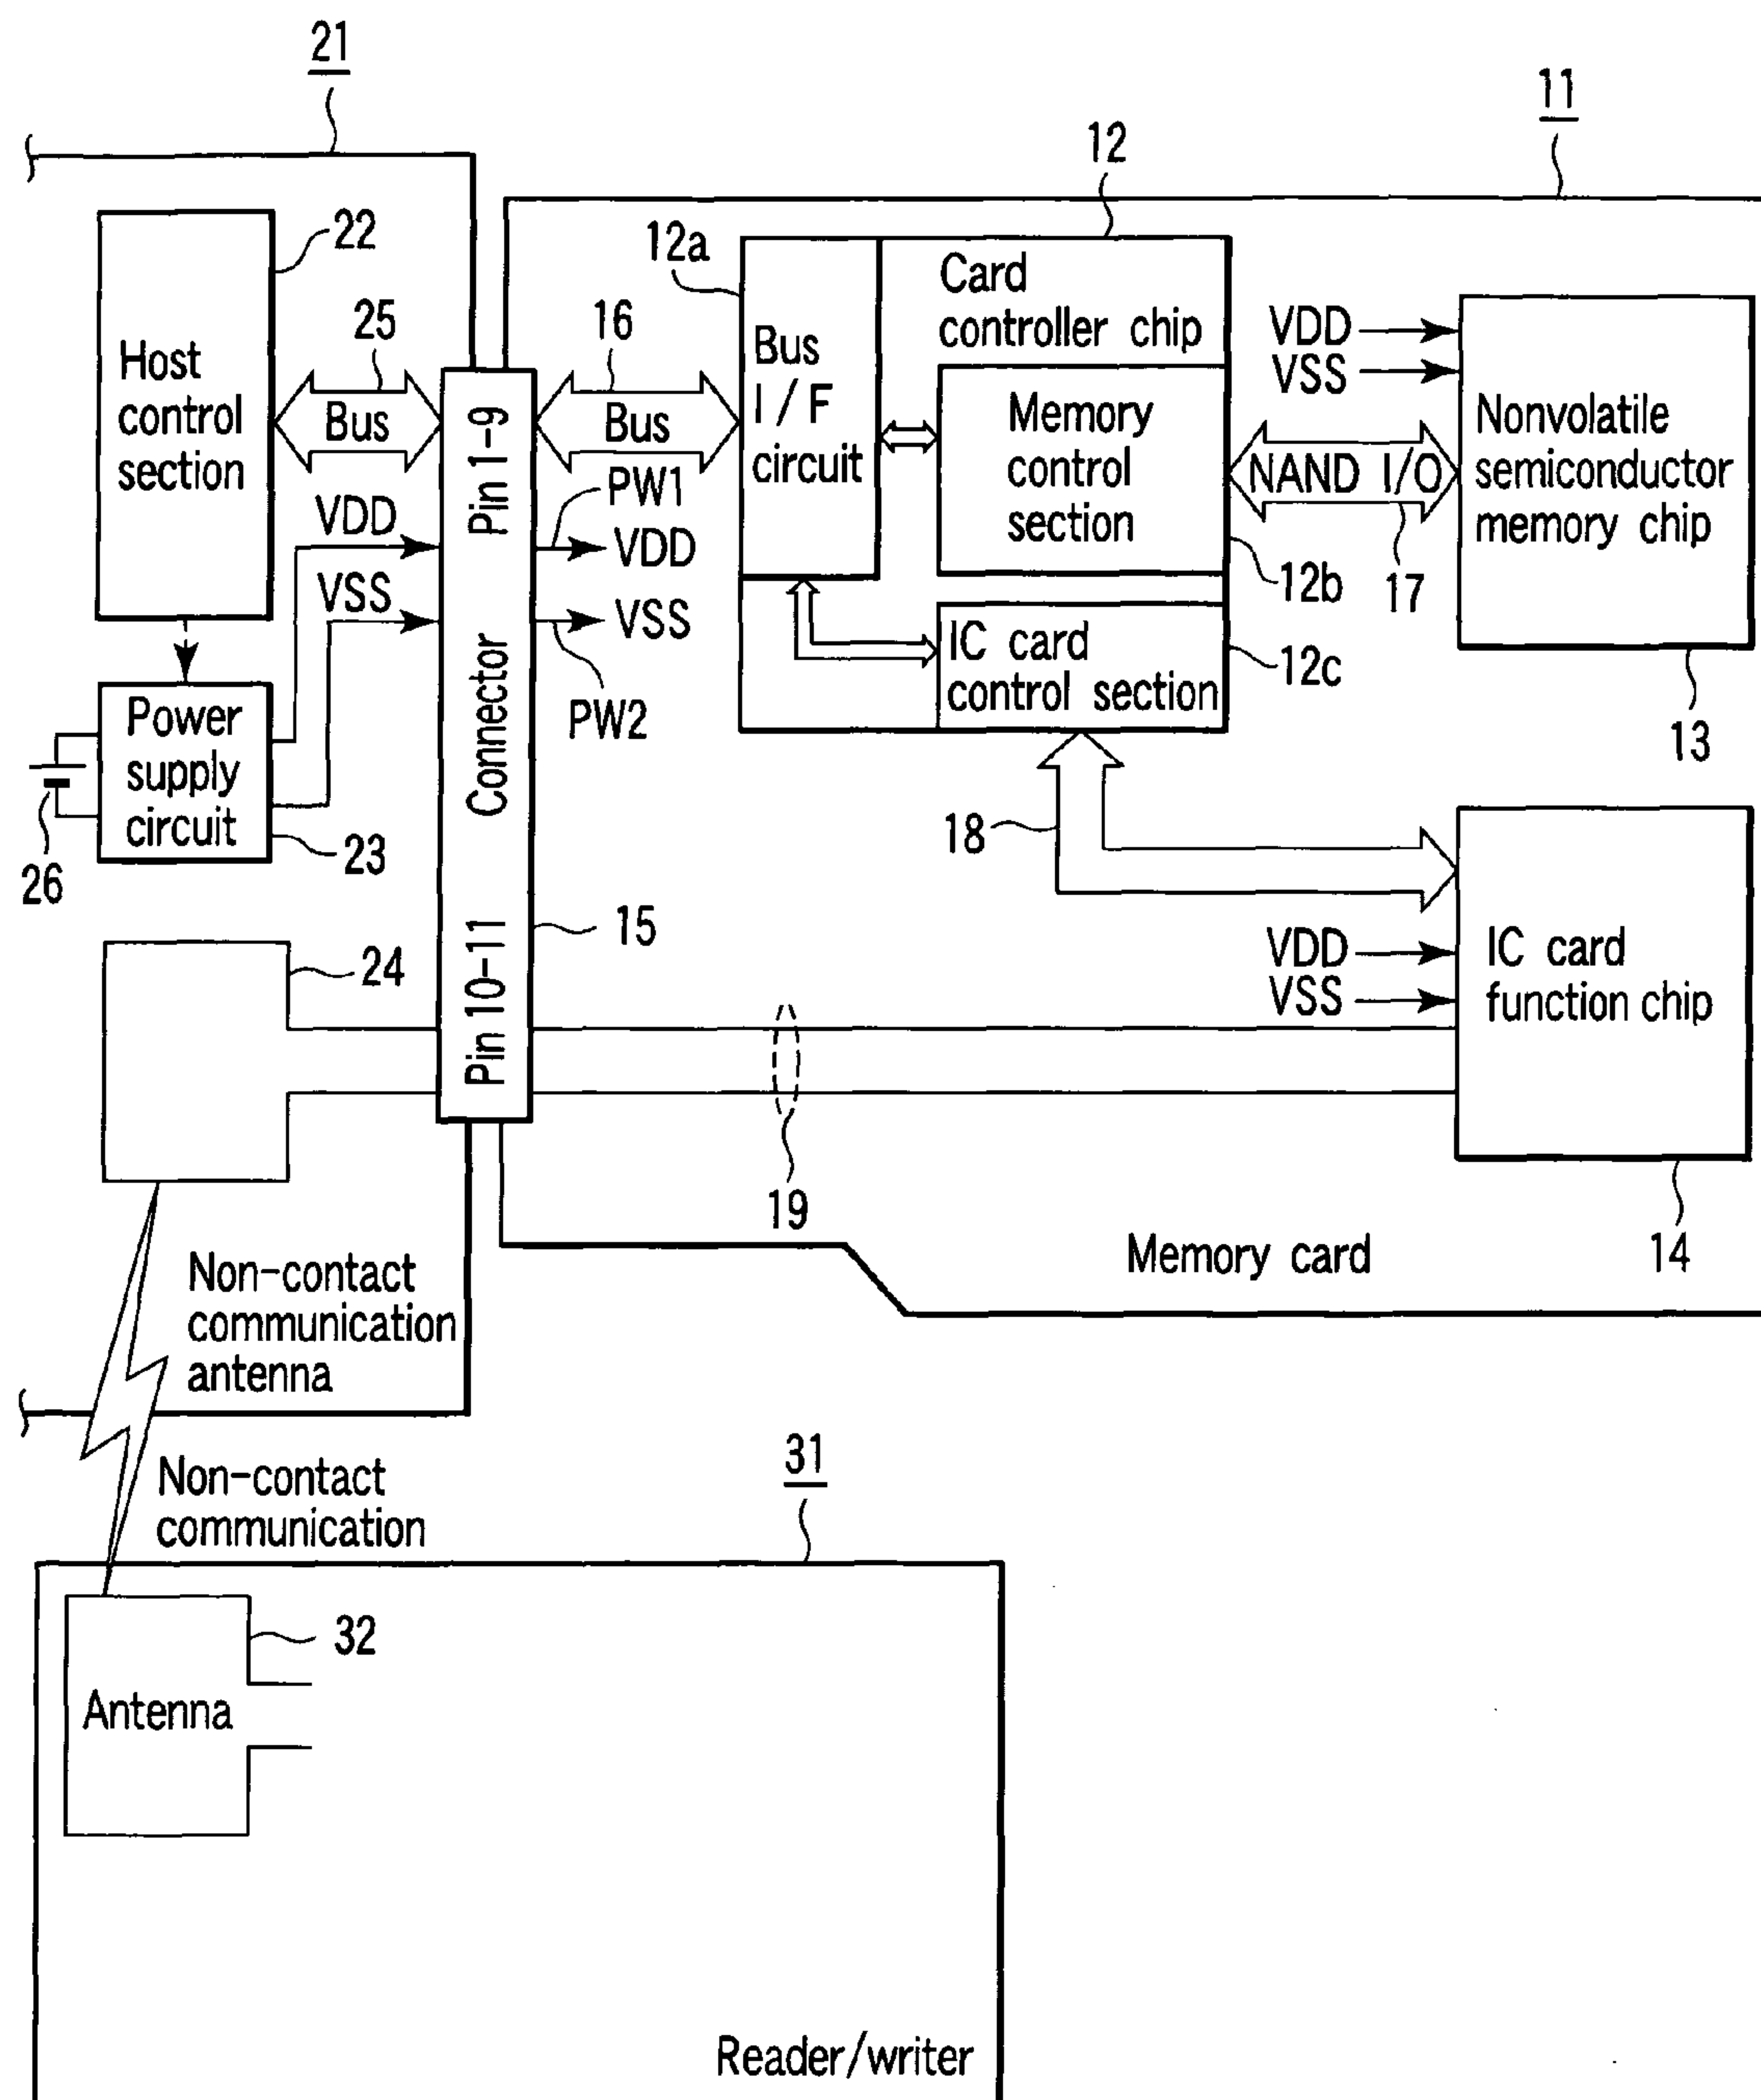 21
11
12
22
12a
Card
controller chip
25
16
Bus
I/F
circuit
VDD
VSS
Host
control
section
Bus
Pin 1-9
Bus
Memory
control
section
NAND I/O
Nonvolatile
semiconductor
memory chip
PW1
VDD
VDD
12b
17
VSS
VSS
IC card
control section
12c
PW2
13
Power
supply
circuit
Connector
26
23
18
15
24
Pin 10-11
VDD
VSS
IC card
function chip
19
14
Memory card
Non-contact
communication
antenna
Non-contact
communication
31
32
Antenna
Reader/writer